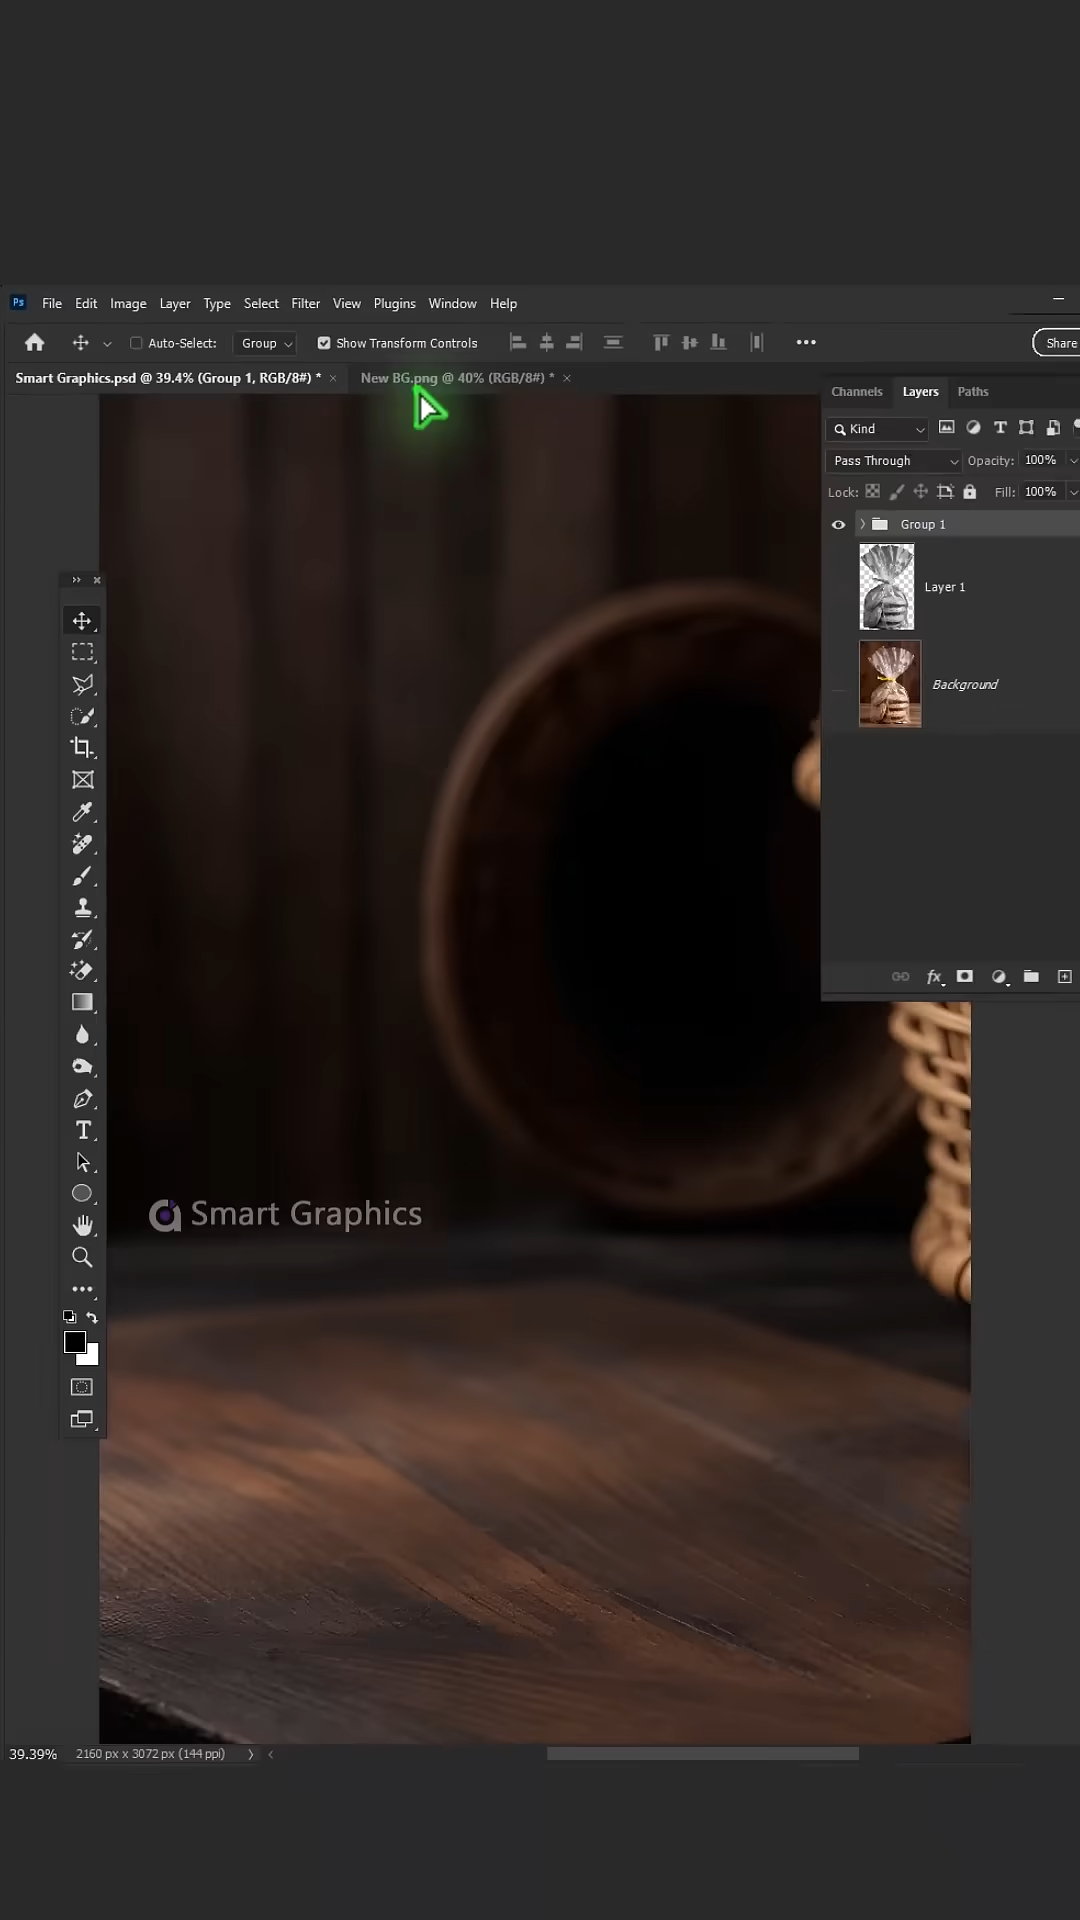 Ps File Edit Image Layer Type Select Filter View Plugins Window Help
Auto-Select: Group Show Transform Controls Share
Smart Graphics.psd @ 39.4% (Group 1, RGB/8#) * × New BG.png @ 40% (RGB/8#) * ×
Channels Layers Paths
Kind
Pass Through Opacity: 100%
Lock: Fill: 100%
Group 1
Layer 1
Background
fx
Smart Graphics
39.39% 2160 px x 3072 px (144 ppi)